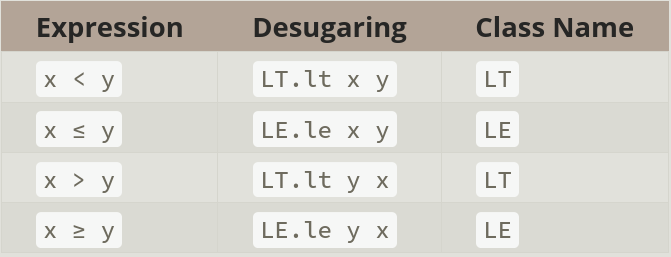 Expression Desugaring Class Name
x < y LT.lt x y LT
x ≤ y LE.le x y LE
x > y LT.lt y x LT
x ≥ y LE.le y x LE